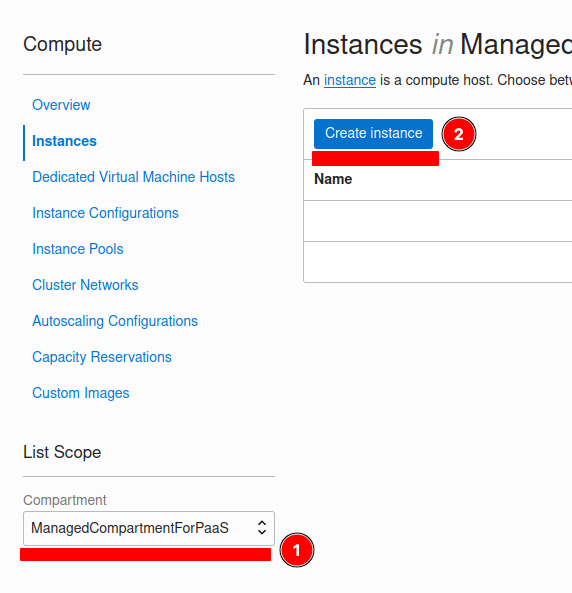 Compute
Overview
Instances
Dedicated Virtual Machine Hosts
Instance Configurations
Instance Pools
Cluster Networks
Autoscaling Configurations
Capacity Reservations
Custom Images
List Scope
Compartment
ManagedCompartmentForPaaS
1
Instances in Managed
An instance is a compute host. Choose betw
Create instance
2
Name